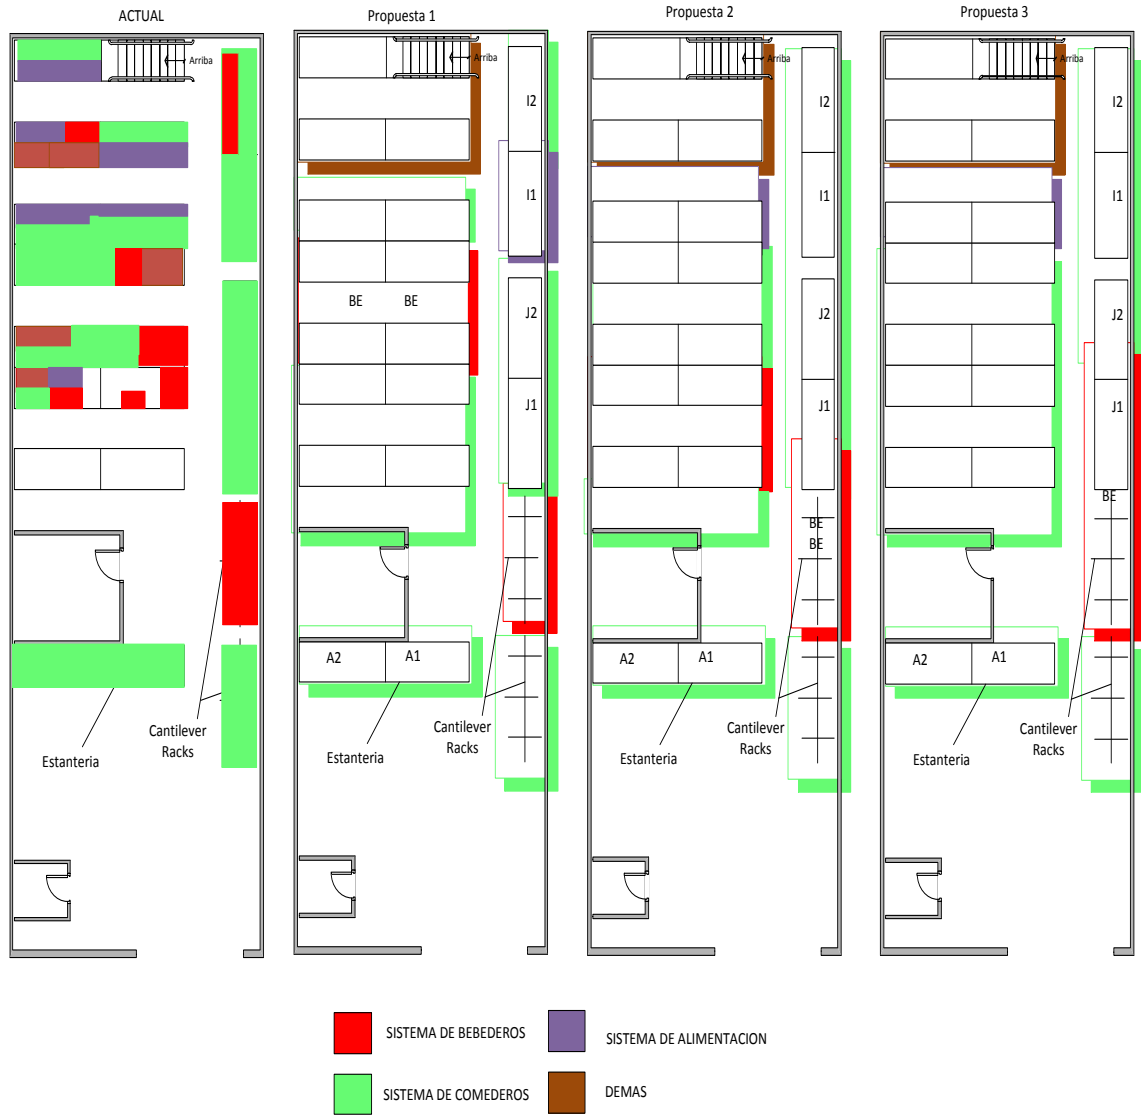 ACTUAL
Propuesta 1
Propuesta 2
Propuesta 3
Arriba
Arriba
Arriba
Arriba
I2
I2
I2
I1
I1
I1
BE BE
J2
J2
J2
J1
J1
J1
BE
BE
BE
A2 A1
A2 A1
A2 A1
Cantilever
Racks
Cantilever
Racks
Cantilever
Racks
Cantilever
Racks
Estanteria
Estanteria
Estanteria
Estanteria
SISTEMA DE BEBEDEROS
SISTEMA DE ALIMENTACION
SISTEMA DE COMEDEROS
DEMAS